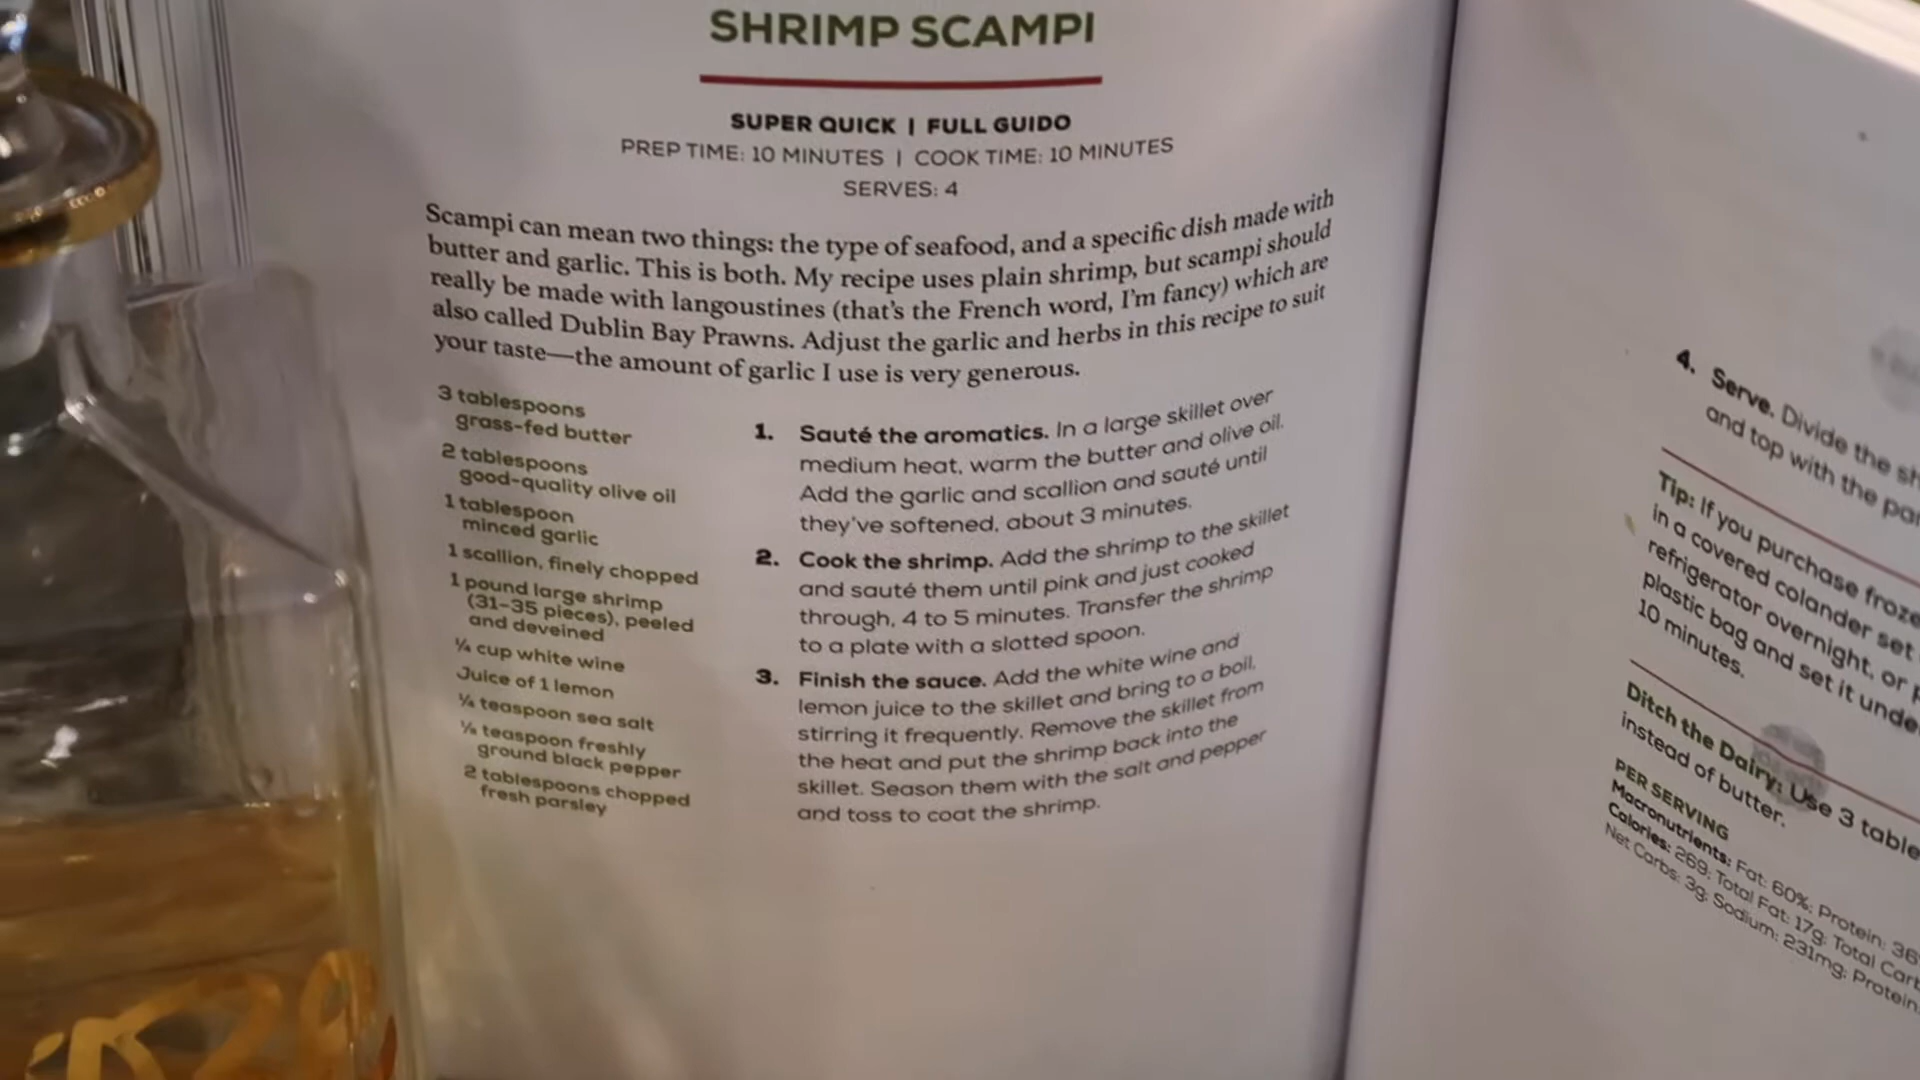 SHRIMP SCAMPI
SUPER QUICK | FULL GUIDO
PREP TIME: 10 MINUTES | COOK TIME: 10 MINUTES
SERVES: 4
Scampi can mean two things: the type of seafood, and a specific dish made with
butter and garlic. This is both. My recipe uses plain shrimp, but scampi should
really be made with langoustines (that's the French word, I'm fancy) which are
also called Dublin Bay Prawns. Adjust the garlic and herbs in this recipe to suit
your taste—the amount of garlic I use is very generous.
3 tablespoons
grass-fed butter
2 tablespoons
good-quality olive oil
1 tablespoon
minced garlic
1 scallion, finely chopped
1 pound large shrimp
(31–35 pieces), peeled
and deveined
¼ cup white wine
Juice of 1 lemon
¼ teaspoon sea salt
⅛ teaspoon freshly
ground black pepper
2 tablespoons chopped
fresh parsley
1. Sauté the aromatics. In a large skillet over
medium heat, warm the butter and olive oil.
Add the garlic and scallion and sauté until
they've softened, about 3 minutes.
2. Cook the shrimp. Add the shrimp to the skillet
and sauté them until pink and just cooked
through, 4 to 5 minutes. Transfer the shrimp
to a plate with a slotted spoon.
3. Finish the sauce. Add the white wine and
lemon juice to the skillet and bring to a boil,
stirring it frequently. Remove the skillet from
the heat and put the shrimp back into the
skillet. Season them with the salt and pepper
and toss to coat the shrimp.
4. Serve. Divide the sh
and top with the par
Tip: If you purchase froze
in a covered colander set
refrigerator overnight, or p
plastic bag and set it unde
10 minutes.
Ditch the Dairy: Use 3 table
instead of butter.
PER SERVING
Macronutrients: Fat: 60%; Protein: 36
Calories: 269; Total Fat: 17g; Total Carb
Net Carbs: 3g; Sodium: 231mg; Protein: